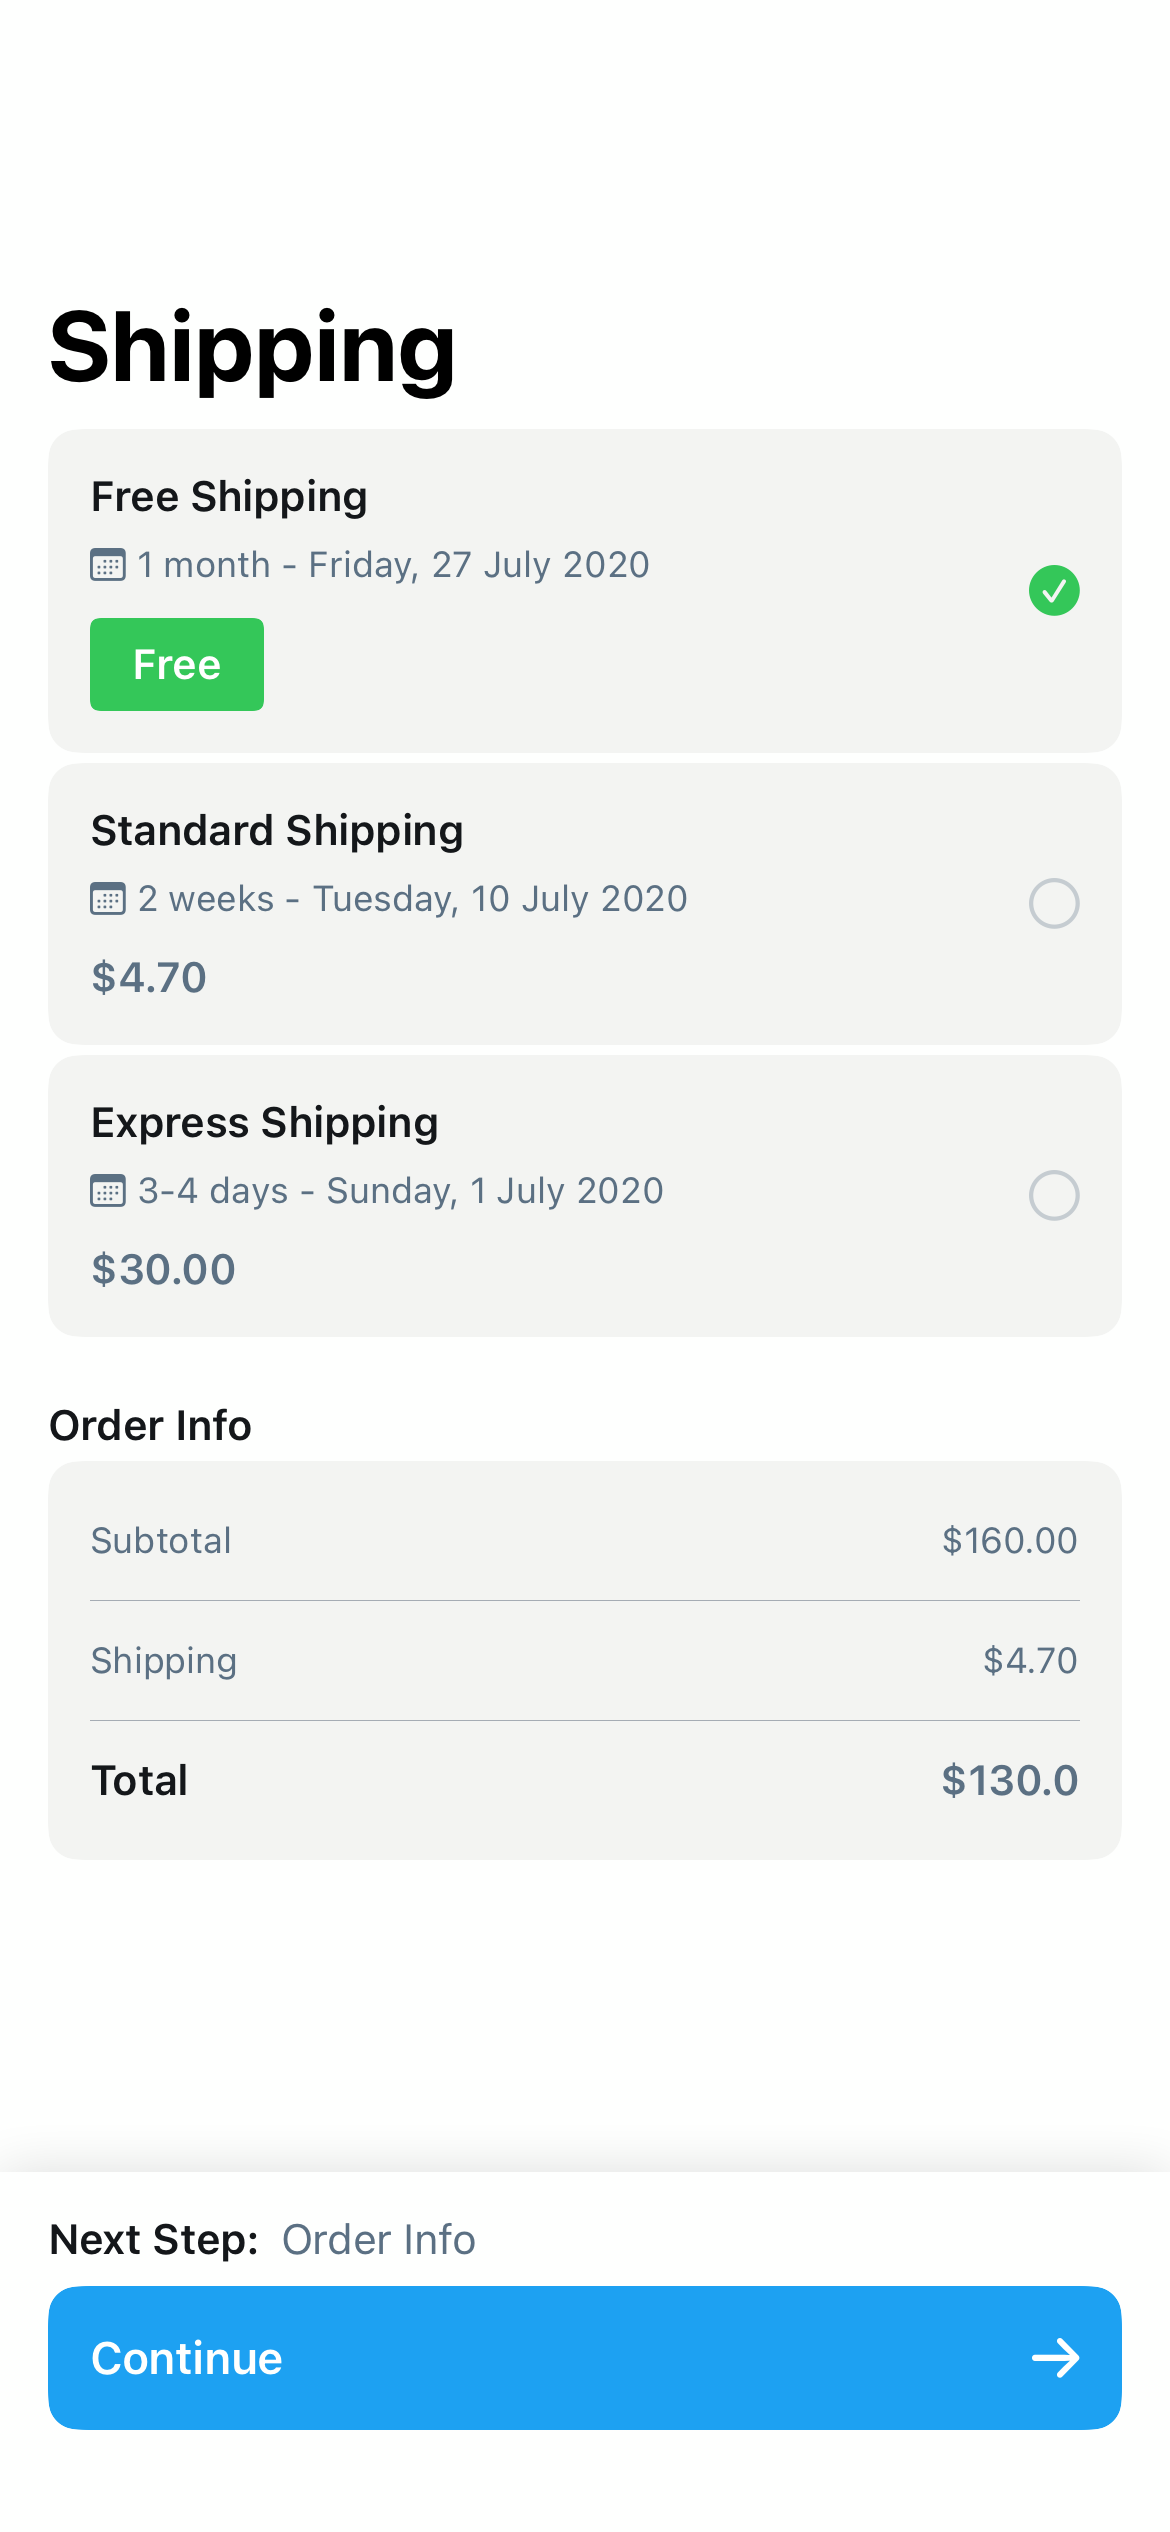 Shipping
Free Shipping
1 month - Friday, 27 July 2020
Free
Standard Shipping
2 weeks - Tuesday, 10 July 2020
$4.70
Express Shipping
3-4 days - Sunday, 1 July 2020
$30.00
Order Info
Subtotal $160.00
Shipping $4.70
Total $130.0
Next Step: Order Info
Continue